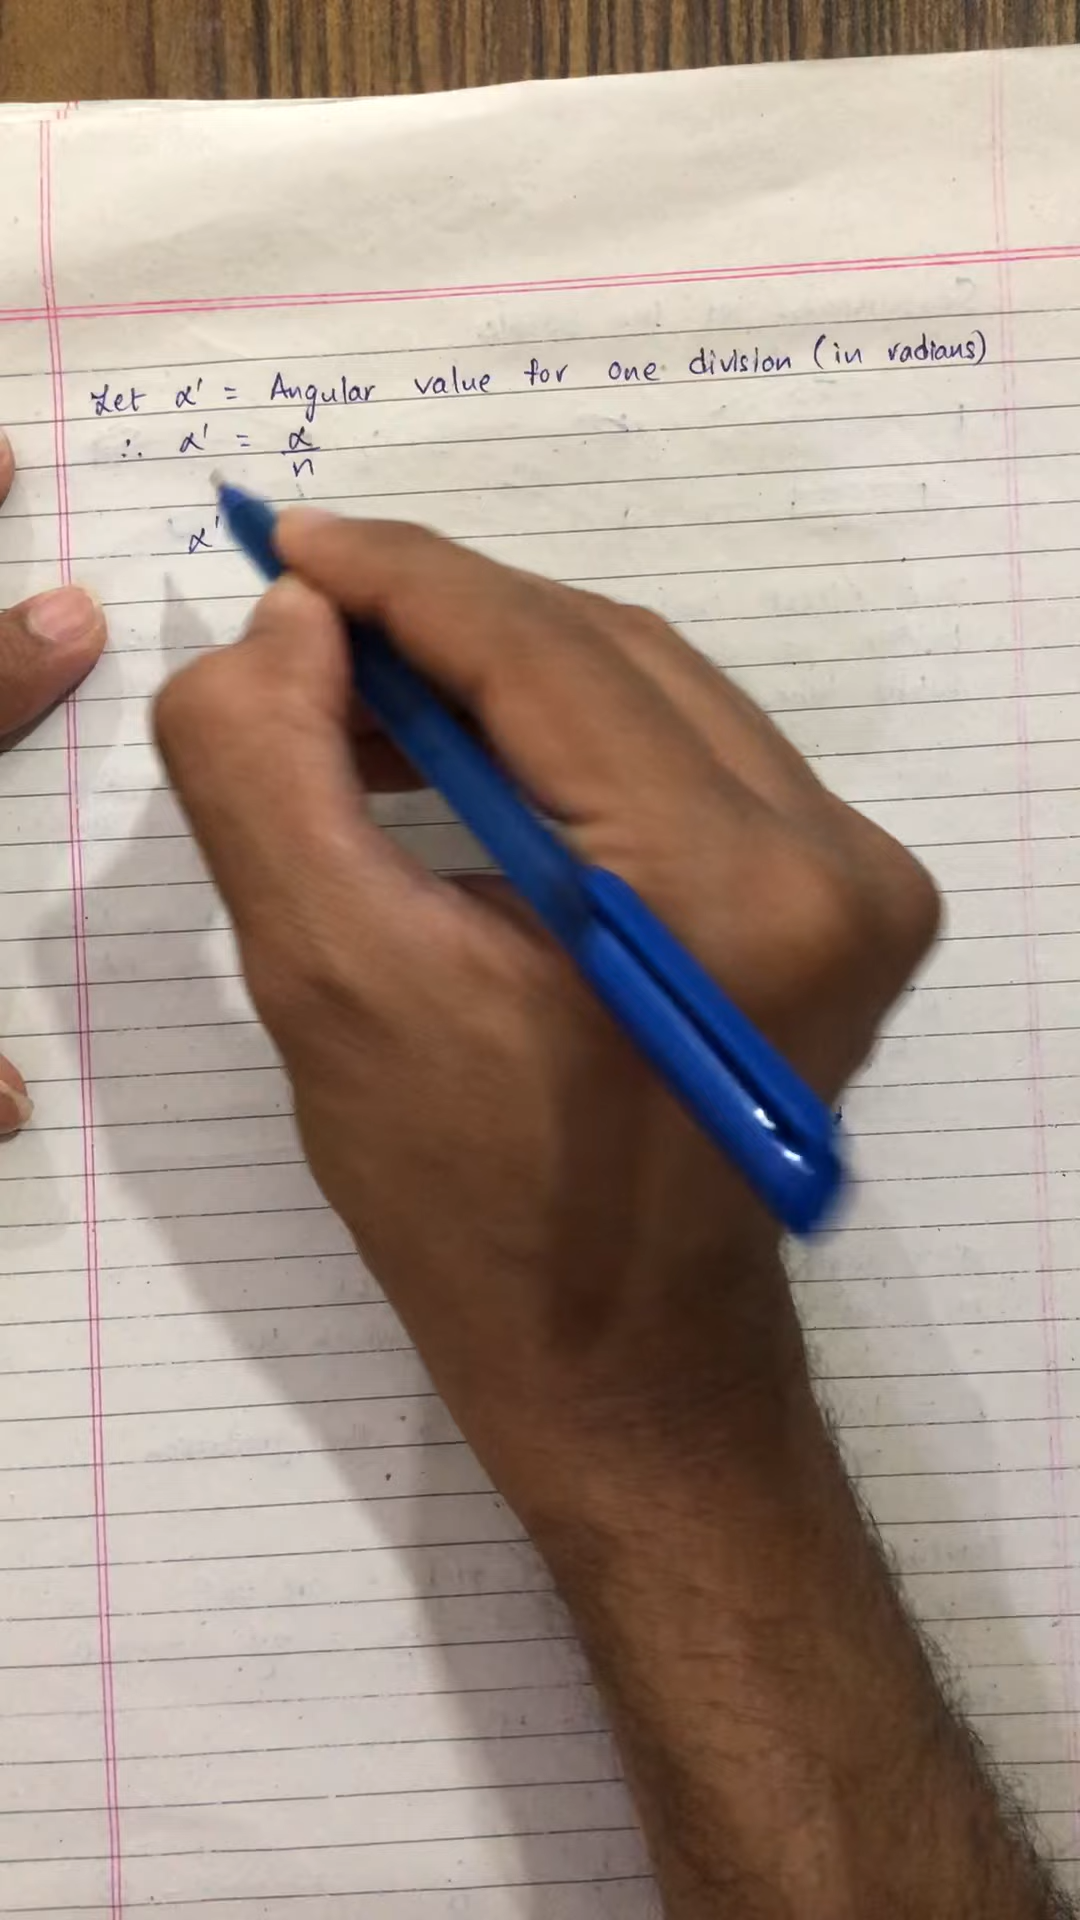 Let α' = Angular value for one division (in radians)
∴ α' = α/n
α'